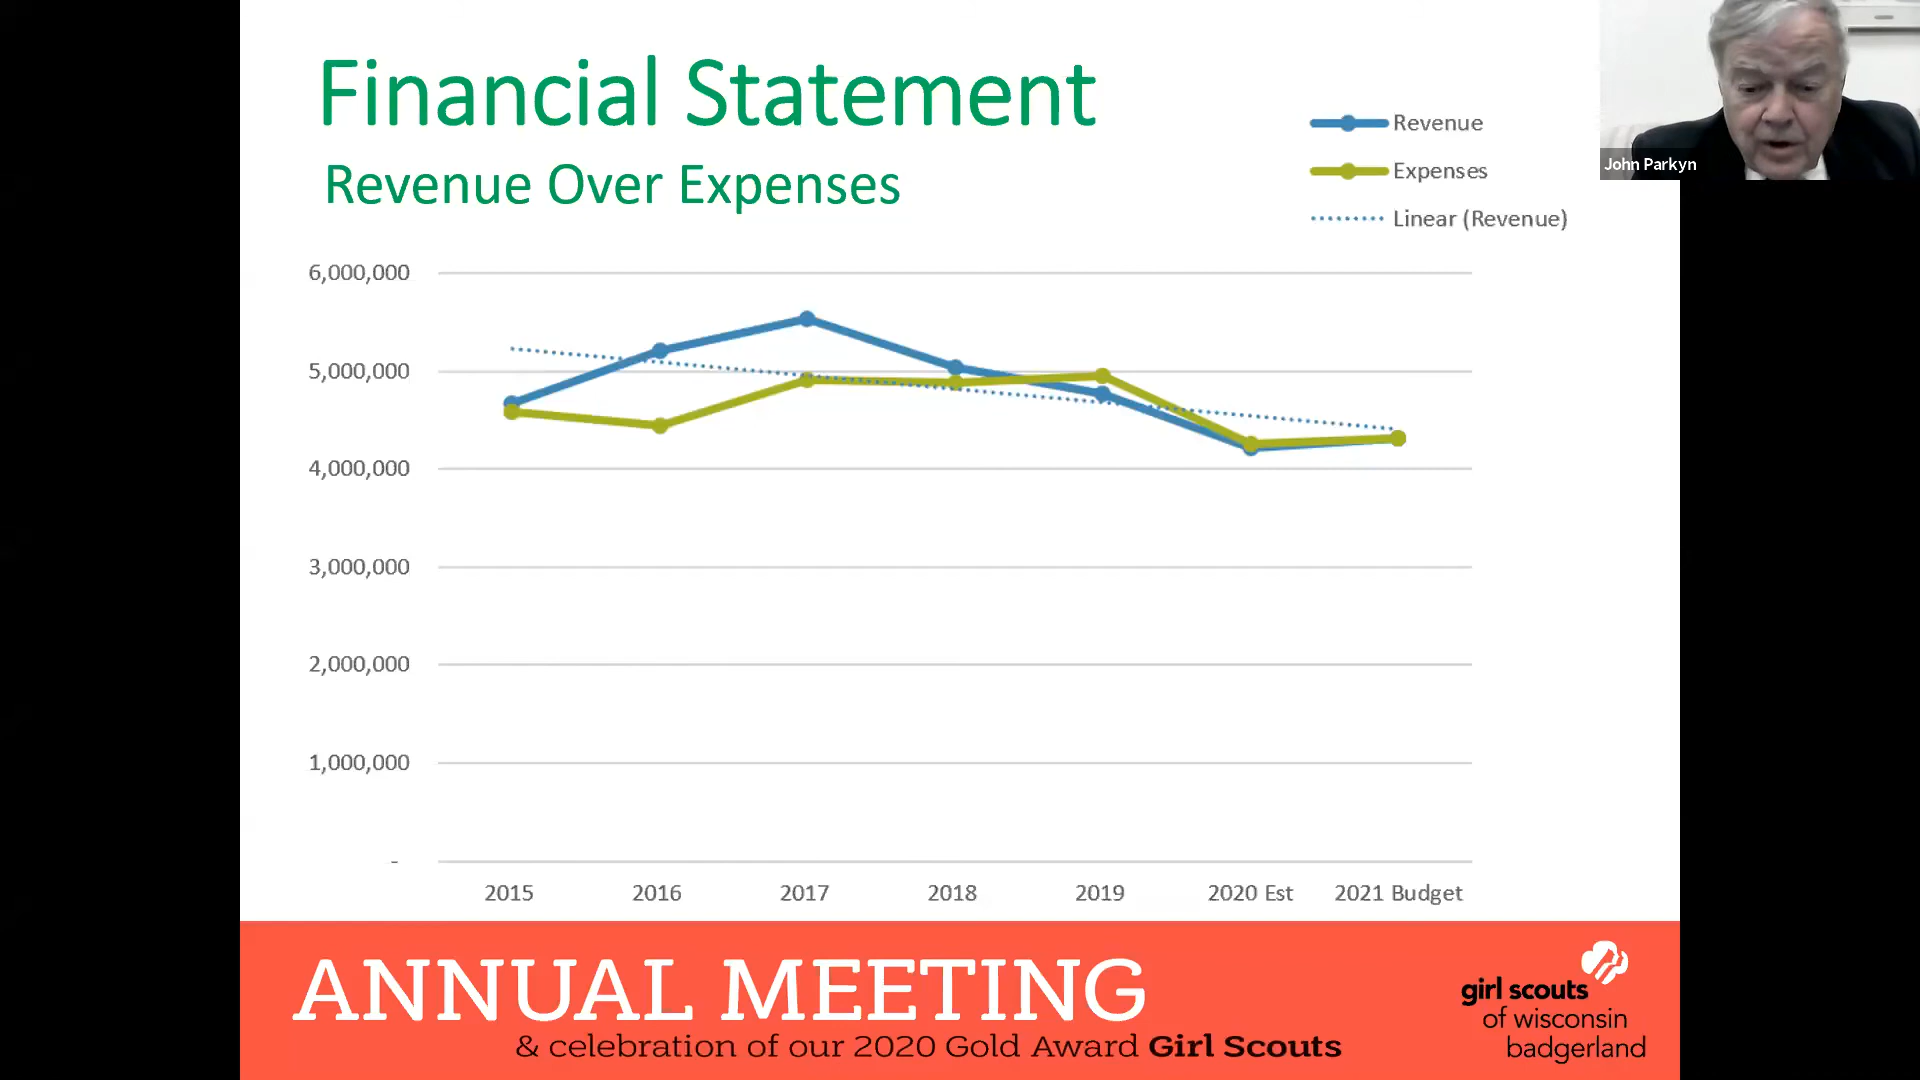 Financial Statement
Revenue Over Expenses
Revenue
Expenses
Linear (Revenue)
John Parkyn
6,000,000
5,000,000
4,000,000
3,000,000
2,000,000
1,000,000
-
2015 2016 2017 2018 2019 2020 Est 2021 Budget
ANNUAL MEETING
& celebration of our 2020 Gold Award Girl Scouts
girl scouts
of wisconsin
badgerland